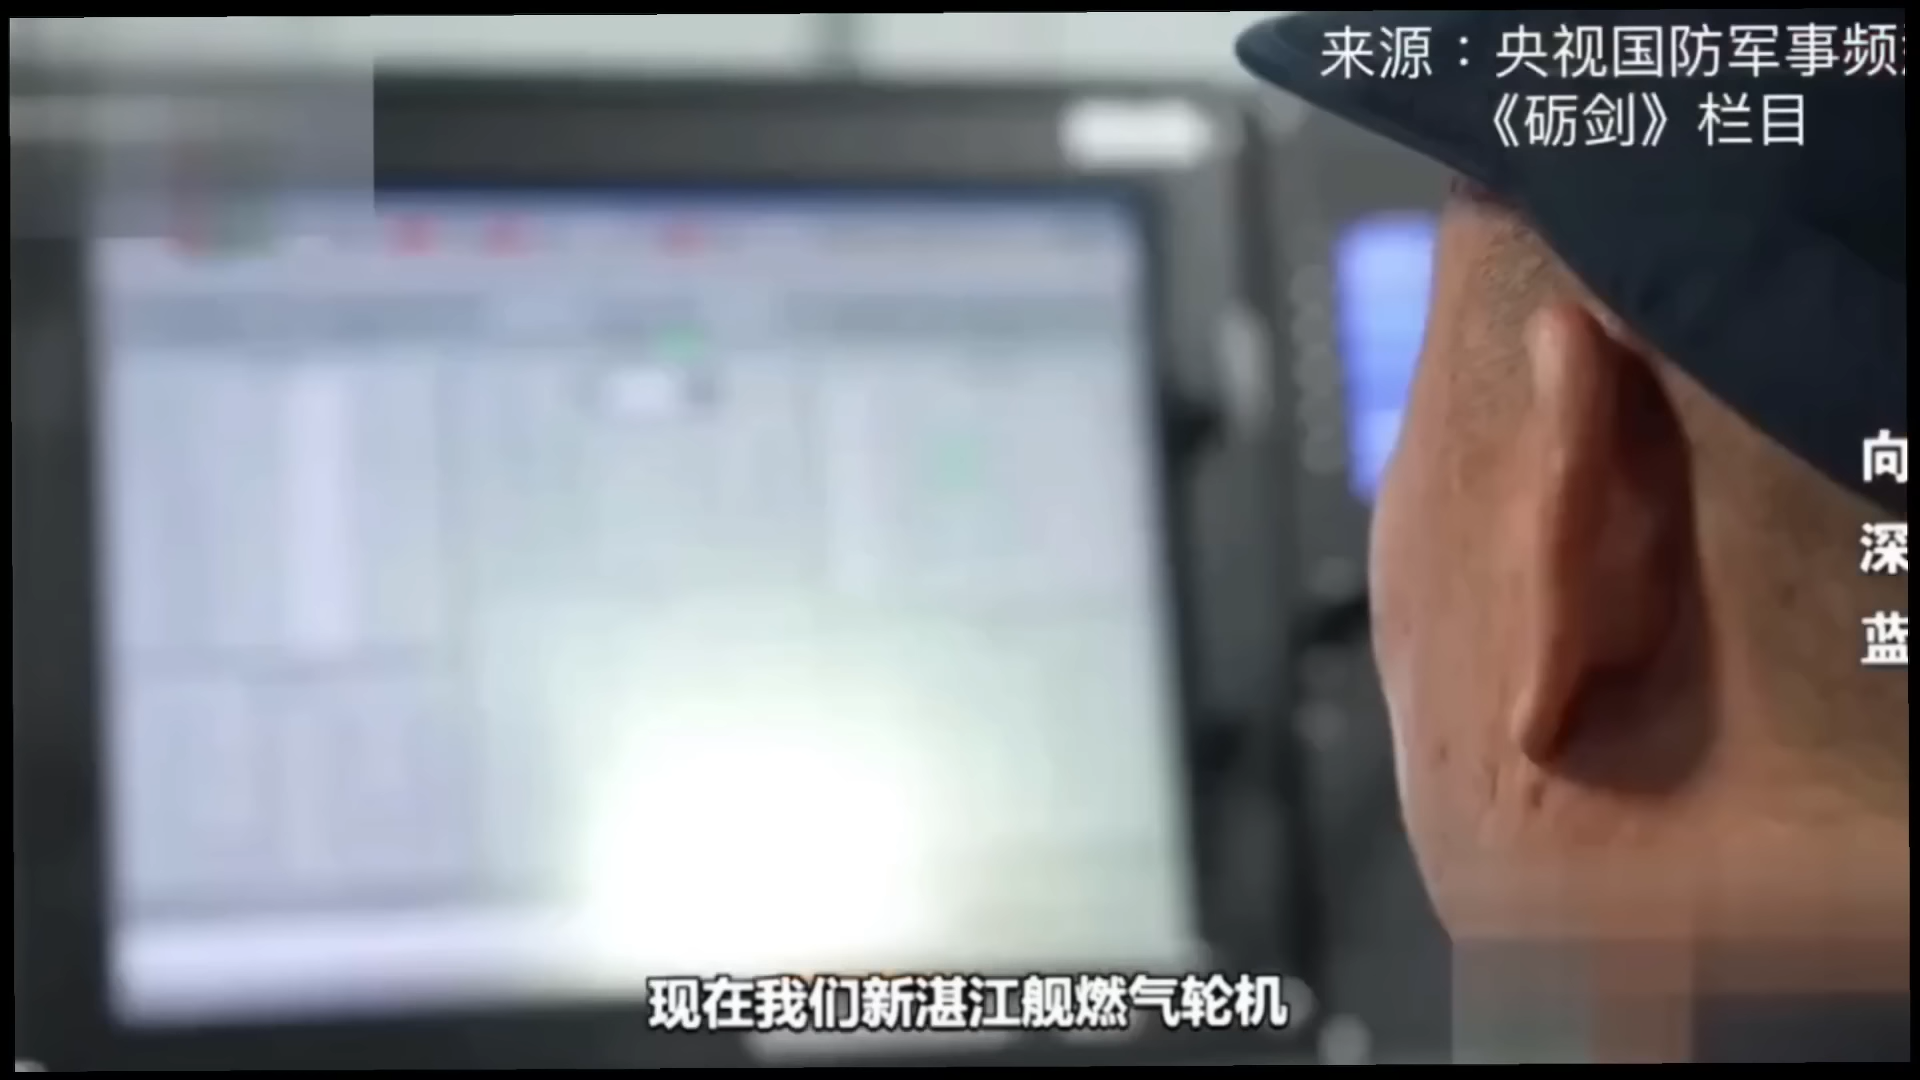 来源：央视国防军事频
《砺剑》栏目
向
深
蓝
现在我们新湛江舰燃气轮机